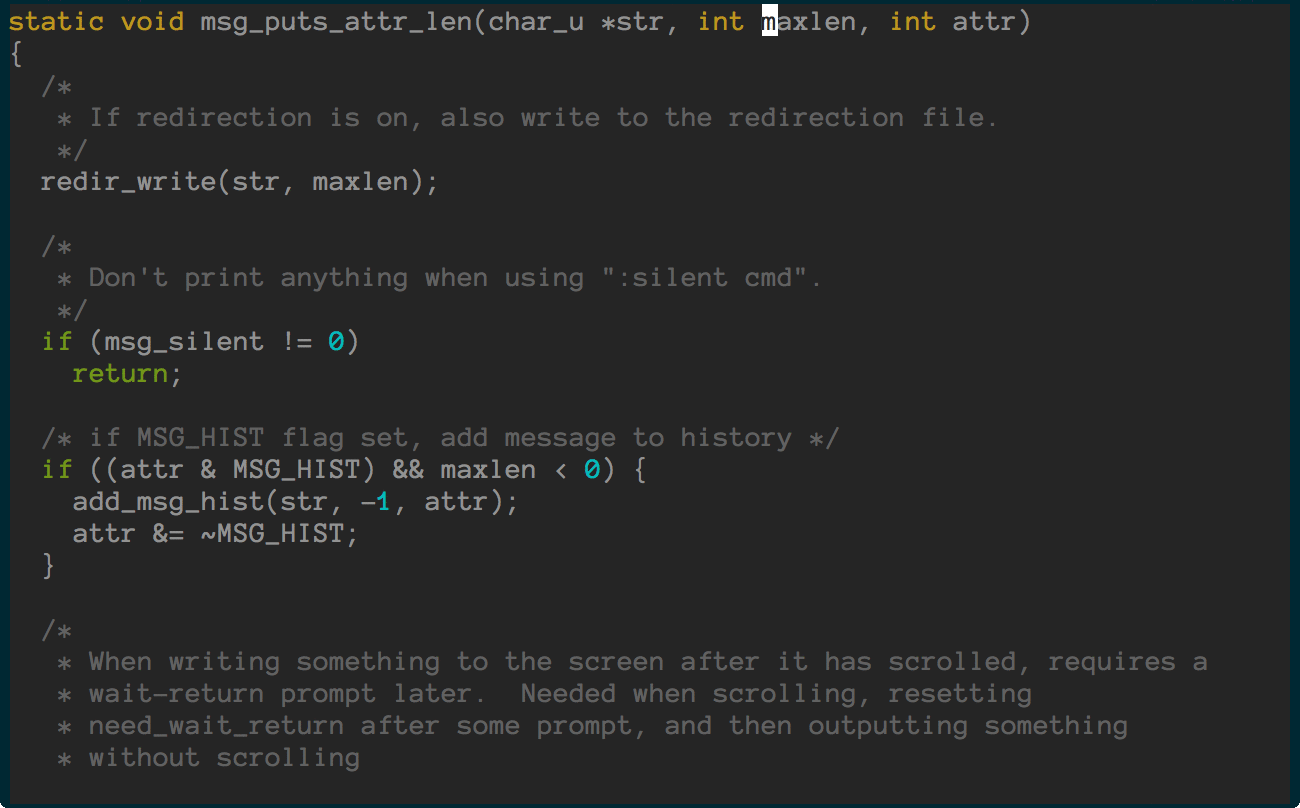 static void msg_puts_attr_len(char_u *str, int maxlen, int attr)
{
  /*
   * If redirection is on, also write to the redirection file.
   */
  redir_write(str, maxlen);

  /*
   * Don't print anything when using ":silent cmd".
   */
  if (msg_silent != 0)
    return;

  /* if MSG_HIST flag set, add message to history */
  if ((attr & MSG_HIST) && maxlen < 0) {
    add_msg_hist(str, -1, attr);
    attr &= ~MSG_HIST;
  }

  /*
   * When writing something to the screen after it has scrolled, requires a
   * wait-return prompt later.  Needed when scrolling, resetting
   * need_wait_return after some prompt, and then outputting something
   * without scrolling